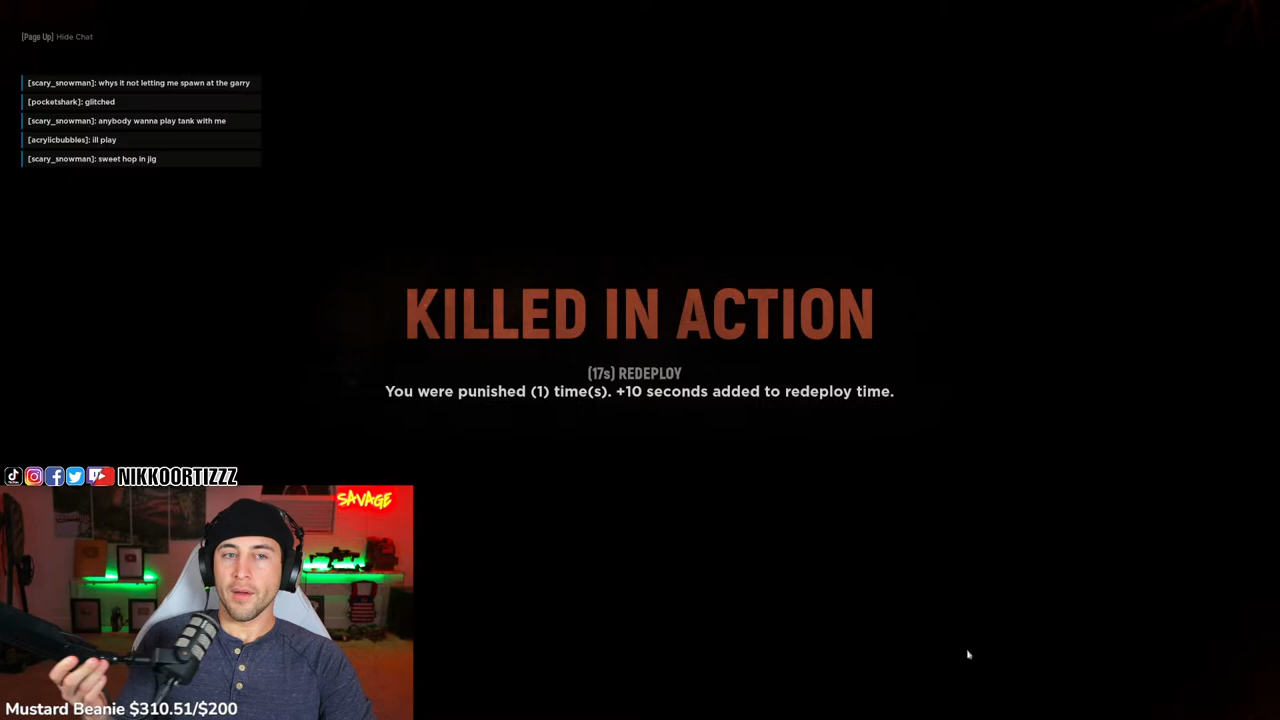 [Page Up] Hide Chat
[scary_snowman]: whys it not letting me spawn at the garry
[pocketshark]: glitched
[scary_snowman]: anybody wanna play tank with me
[acrylicbubbles]: ill play
[scary_snowman]: sweet hop in jig
KILLED IN ACTION
(17s) REDEPLOY
You were punished (1) time(s). +10 seconds added to redeploy time.
NIKKOORTIZZZ
SAVAGE
Mustard Beanie $310.51/$200